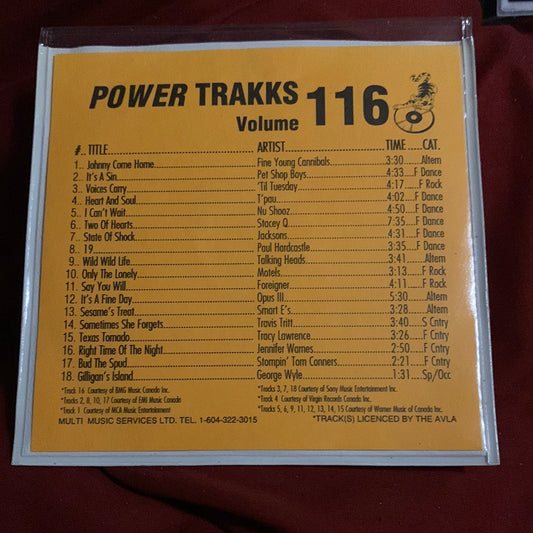 POWER TRAKKS
Volume 116
#.. TITLE ARTIST TIME CAT.
1.. Johnny Come Home Fine Young Cannibals 3:30 Altern
2.. It's A Sin Pet Shop Boys 4:33 F Dance
3.. Voices Carry 'Til Tuesday 4:17 F Rock
4.. Heart And Soul T'pau 4:02 F Dance
5.. I Can't Wait Nu Shooz 4:50 F Dance
6.. Two Of Hearts Stacey Q 7:35 F Dance
7.. State Of Shock Jacksons 4:31 F Dance
8.. 19 Paul Hardcastle 3:35 F Dance
9.. Wild Wild Life Talking Heads 3:41 Altern
10. Only The Lonely Motels 3:13 F Rock
11. Say You Will Foreigner 4:11 F Rock
12. It's A Fine Day Opus III 5:30 Altern
13. Sesame's Treat Smart E's 3:28 Altern
14. Sometimes She Forgets Travis Tritt 3:40 S Cntry
15. Texas Tornado Tracy Lawrence 3:26 F Cntry
16. Right Time Of The Night Jennifer Warnes 2:50 F Cntry
17. Bud The Spud Stompin' Tom Conners 2:21 F Cntry
18. Gilligan's Island George Wyle 1:31 Sp/Occ
*Track 16 Courtesy of BMG Music Canada Inc. *Tracks 3, 7, 18 Courtesy of Sony Music Entertainment Inc.
*Tracks 2, 8, 10, 17 Courtesy of EMI Music Canada *Track 4 Courtesy of Virgin Records Canada Inc.
*Track 1 Courtesy of MCA Music Entertainment *Tracks 5, 6, 9, 11, 12, 13, 14, 15 Courtesy of Warner Music of Canada Inc.
MULTI MUSIC SERVICES LTD. TEL. 1-604-322-3015 *TRACK(S) LICENCED BY THE AVLA